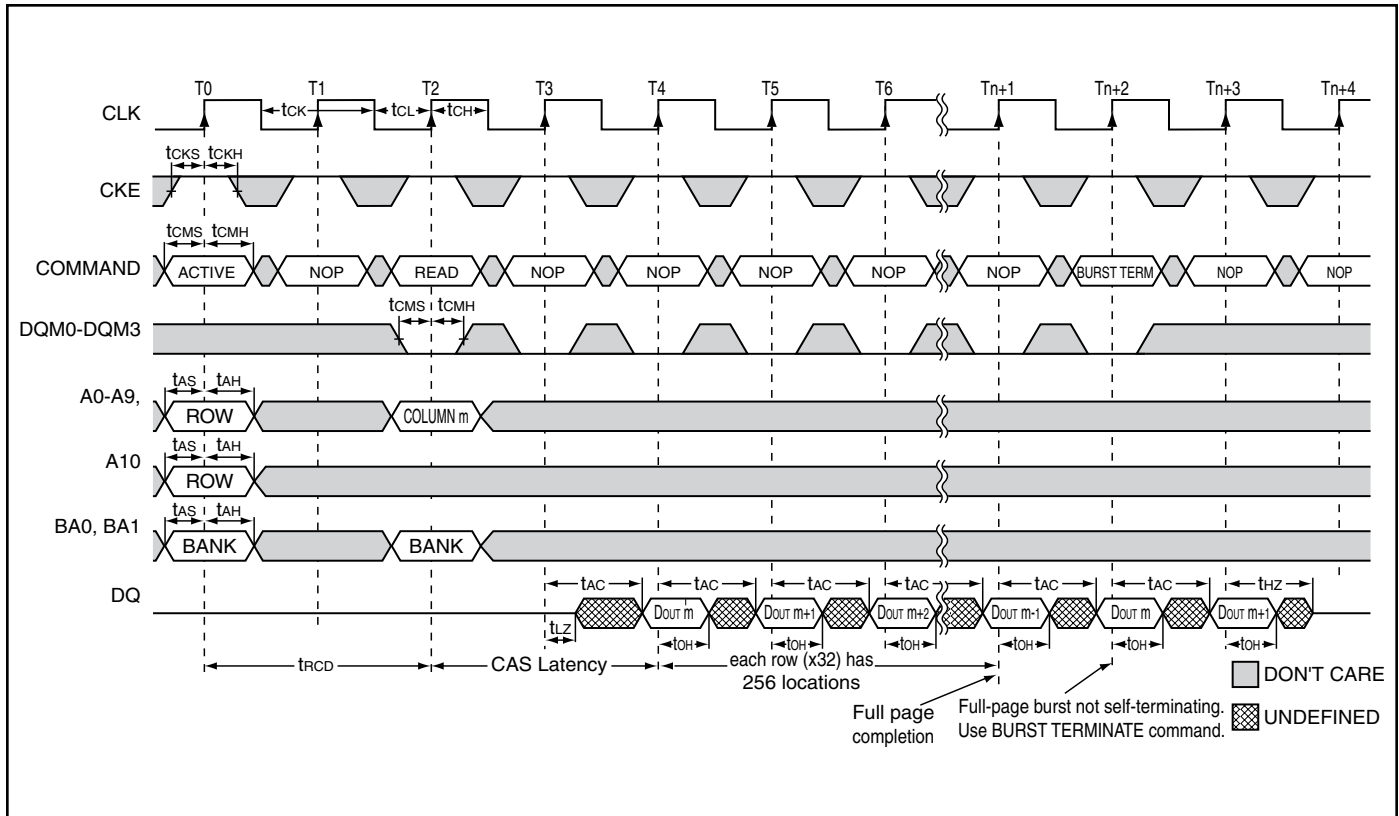 T0 T1 T2 T3 T4 T5 T6 Tn+1 Tn+2 Tn+3 Tn+4
CLK tCK tCL tCH
tCKS tCKH
CKE
tCMS tCMH
COMMAND ACTIVE NOP READ NOP NOP NOP NOP NOP BURST TERM NOP NOP
tCMS tCMH
DQM0-DQM3
tAS tAH
A0-A9, ROW COLUMN m
tAS tAH
A10 ROW
tAS tAH
BA0, BA1 BANK BANK
tAC tAC tAC tAC tAC tAC tHZ
DQ DOUT m DOUT m+1 DOUT m+2 DOUT m-1 DOUT m DOUT m+1
tLZ tOH tOH tOH tOH tOH tOH
tRCD CAS Latency each row (x32) has
256 locations
Full page
completion
Full-page burst not self-terminating.
Use BURST TERMINATE command.
DON'T CARE
UNDEFINED